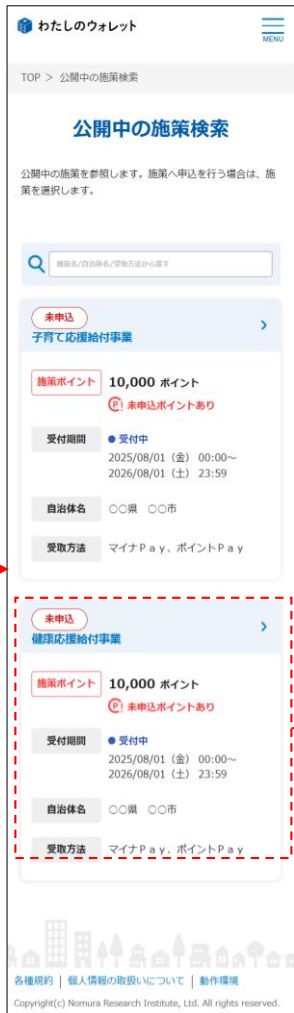 わたしのウォレット
MENU
TOP > 公開中の施策検索
公開中の施策検索
公開中の施策を参照します。施策へ申込を行う場合は、施
策を選択します。
施策名/自治体名/受取方法から探す
未申込
子育て応援給付事業
施策ポイント 10,000 ポイント
未申込ポイントあり
受付期間 ●受付中
2025/08/01（金） 00:00～
2026/08/01（土） 23:59
自治体名 〇〇県 〇〇市
受取方法 マイナPay、ポイントPay
未申込
健康応援給付事業
施策ポイント 10,000 ポイント
未申込ポイントあり
受付期間 ●受付中
2025/08/01（金） 00:00～
2026/08/01（土） 23:59
自治体名 〇〇県 〇〇市
受取方法 マイナPay、ポイントPay
各種規約 | 個人情報の取扱いについて | 動作環境
Copyright(c) Nomura Research Institute, Ltd. All rights reserved.